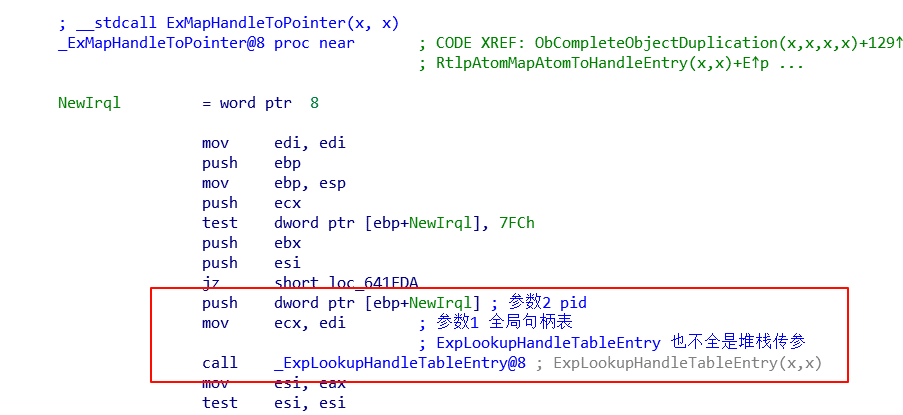 ; __stdcall ExMapHandleToPointer(x, x)
_ExMapHandleToPointer@8 proc near ; CODE XREF: ObCompleteObjectDuplication(x,x,x,x)+129↑
; RtlpAtomMapAtomToHandleEntry(x,x)+E↑p ...
NewIrql = word ptr 8
mov edi, edi
push ebp
mov ebp, esp
push ecx
test dword ptr [ebp+NewIrql], 7FCh
push ebx
push esi
jz short loc_641EDA
push dword ptr [ebp+NewIrql] ; 参数2 pid
mov ecx, edi ; 参数1 全局句柄表
; ExpLookupHandleTableEntry 也不全是堆栈传参
call _ExpLookupHandleTableEntry@8 ; ExpLookupHandleTableEntry(x,x)
mov esi, eax
test esi, esi